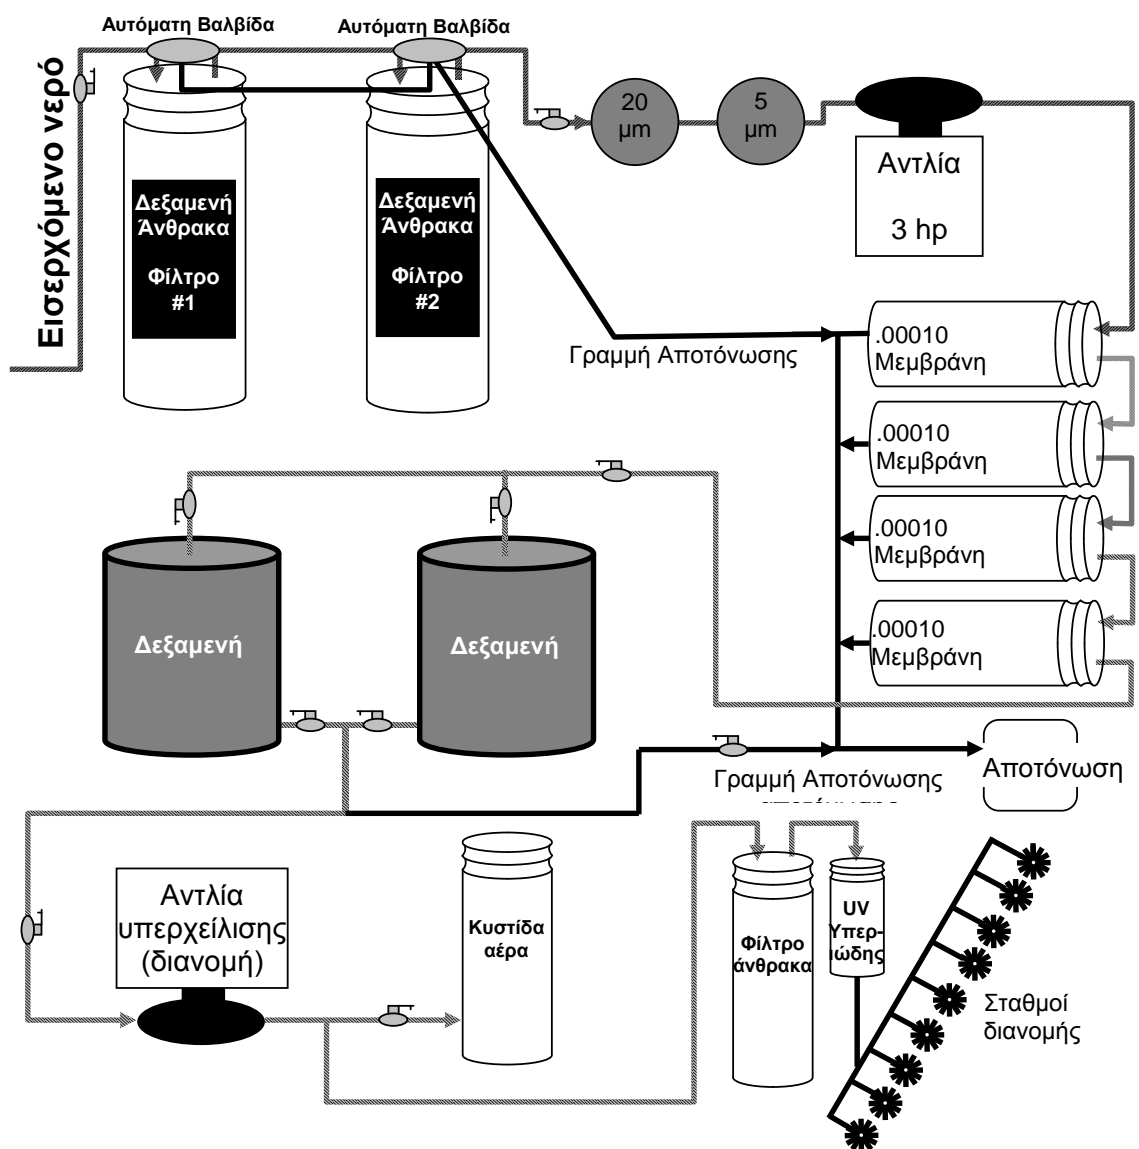 Αυτόματη Βαλβίδα
Αυτόματη Βαλβίδα
Εισερχόμενο νερό
20
μm
5
μm
Αντλία
3 hp
Δεξαμενή
Άνθρακα
Φίλτρο
#1
Δεξαμενή
Άνθρακα
Φίλτρο
#2
Γραμμή Αποτόνωσης
.00010
Μεμβράνη
.00010
Μεμβράνη
.00010
Μεμβράνη
.00010
Μεμβράνη
Δεξαμενή
Δεξαμενή
Γραμμή Αποτόνωσης
αποτόνωσης
Αποτόνωση
Αντλία
υπερχείλισης
(διανομή)
Κυστίδα
αέρα
Φίλτρο
άνθρακα
UV
Υπερ-
ιώδης
Σταθμοί
διανομής